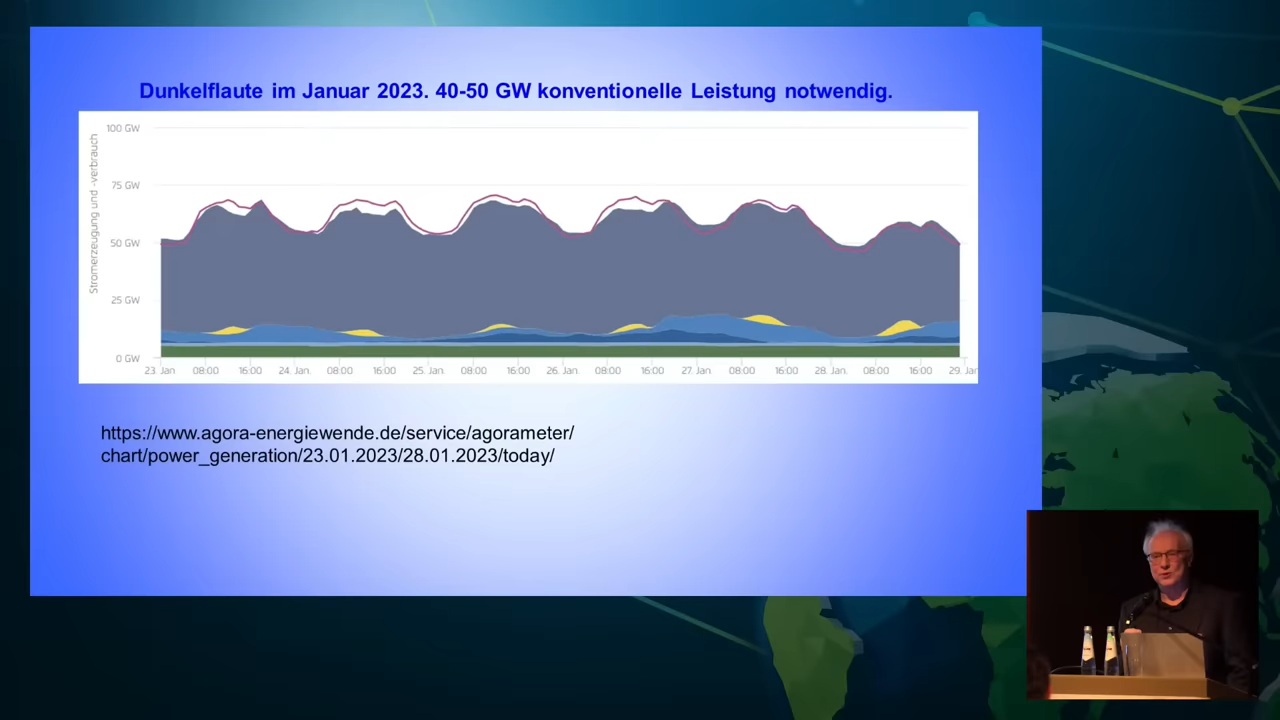 Dunkelflaute im Januar 2023. 40-50 GW konventionelle Leistung notwendig.
Stromerzeugung und -verbrauch
100 GW
75 GW
50 GW
25 GW
0 GW
23. Jan 08:00 16:00 24. Jan. 08:00 16:00 25. Jan. 08:00 16:00 26. Jan. 08:00 16:00 27. Jan 08:00 16:00 28. Jan. 08:00 16:00 29. Jan
https://www.agora-energiewende.de/service/agorameter/
chart/power_generation/23.01.2023/28.01.2023/today/